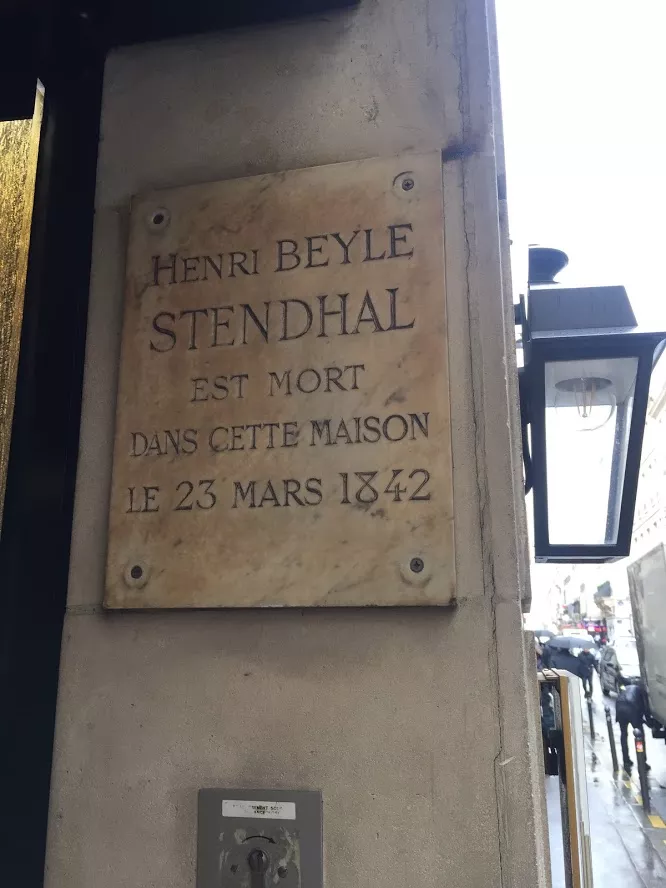 HENRI BEYLE
STENDHAL
EST MORT
DANS CETTE MAISON
LE 23 MARS 1842